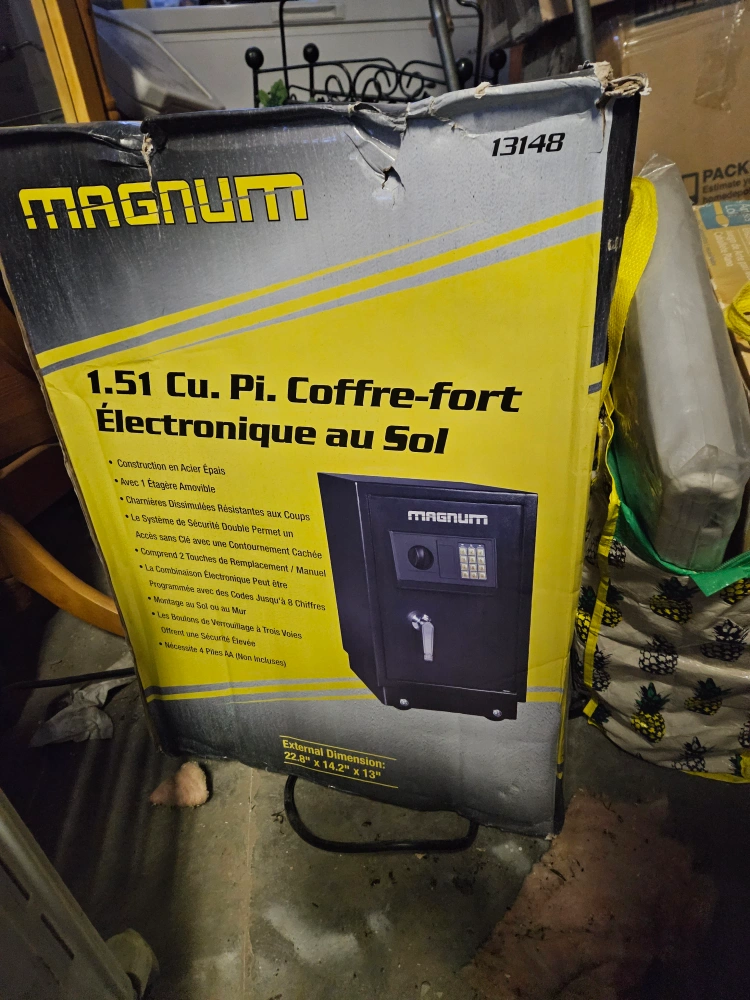 13148
MAGNUM
1.51 Cu. Pi. Coffre-fort
Électronique au Sol
• Construction en Acier Épais
• Avec 1 Étagère Amovible
• Charnières Dissimulées Résistantes aux Coups
• Le Système de Sécurité Double Permet un
Accès sans Clé avec une Contournement Cachée
• Comprend 2 Touches de Remplacement / Manuel
• La Combinaison Électronique Peut être
Programmée avec des Codes Jusqu'à 8 Chiffres
• Montage au Sol ou au Mur
• Les Boulons de Verrouillage à Trois Voies
Offrent une Sécurité Élevée
• Nécessite 4 Piles AA (Non Incluses)
MAGNUM
External Dimension:
22.8" x 14.2" x 13"
PACK
Estimate y